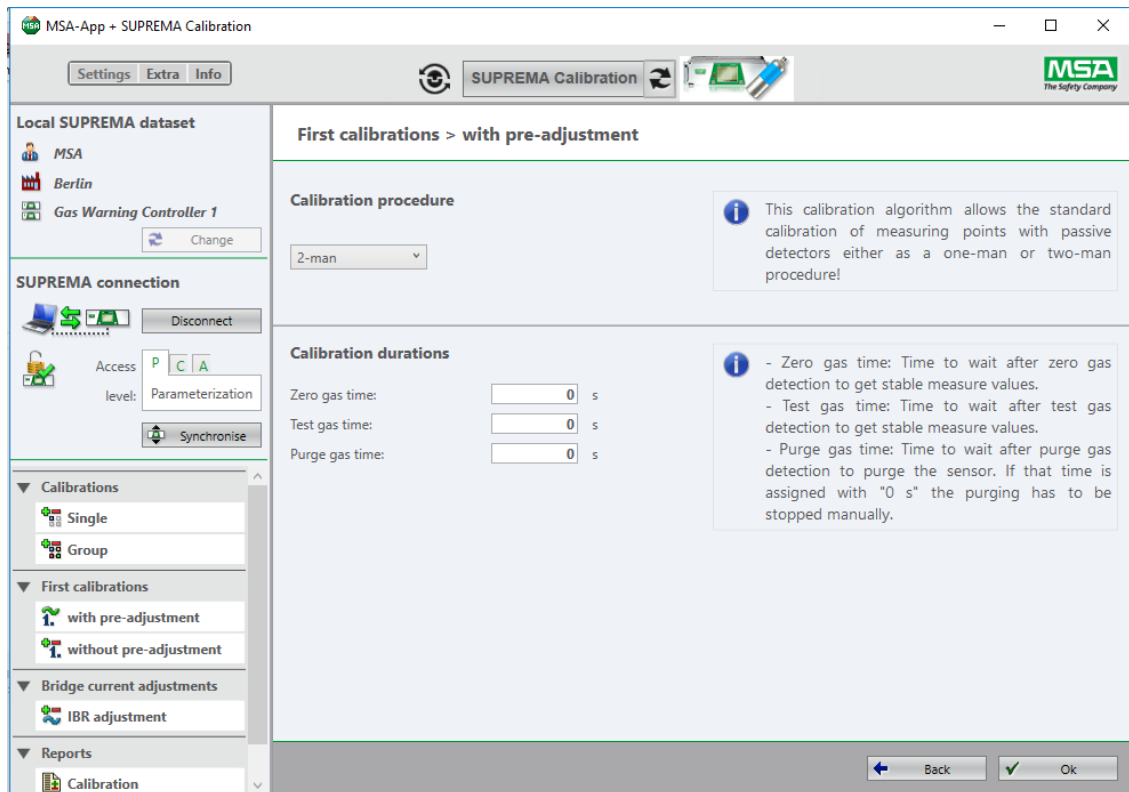 MSA-App + SUPREMA Calibration
Settings Extra Info
SUPREMA Calibration
MSA
The Safety Company
Local SUPREMA dataset
MSA
Berlin
Gas Warning Controller 1
Change
SUPREMA connection
Disconnect
Access level:
P C A
Parameterization
Synchronise
Calibrations
Single
Group
First calibrations
with pre-adjustment
without pre-adjustment
Bridge current adjustments
IBR adjustment
Reports
Calibration
First calibrations > with pre-adjustment
Calibration procedure
2-man
This calibration algorithm allows the standard
calibration of measuring points with passive
detectors either as a one-man or two-man
procedure!
Calibration durations
Zero gas time: 0 s
Test gas time: 0 s
Purge gas time: 0 s
- Zero gas time: Time to wait after zero gas
detection to get stable measure values.
- Test gas time: Time to wait after test gas
detection to get stable measure values.
- Purge gas time: Time to wait after purge gas
detection to purge the sensor. If that time is
assigned with "0 s" the purging has to be
stopped manually.
Back
Ok